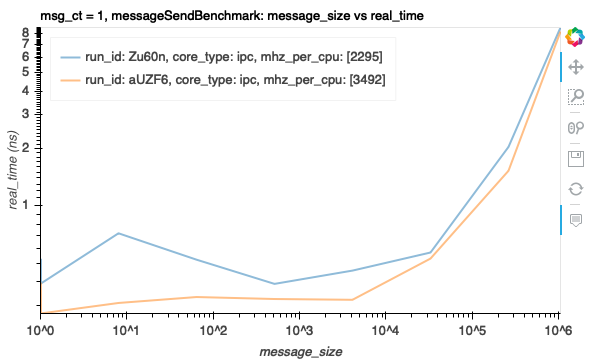 msg_ct = 1, messageSendBenchmark: message_size vs real_time
run_id: Zu60n, core_type: ipc, mhz_per_cpu: [2295]
run_id: aUZF6, core_type: ipc, mhz_per_cpu: [3492]
real_time (ns)
8
7
6
5
4
3
2
1
10^0 10^1 10^2 10^3 10^4 10^5 10^6
message_size